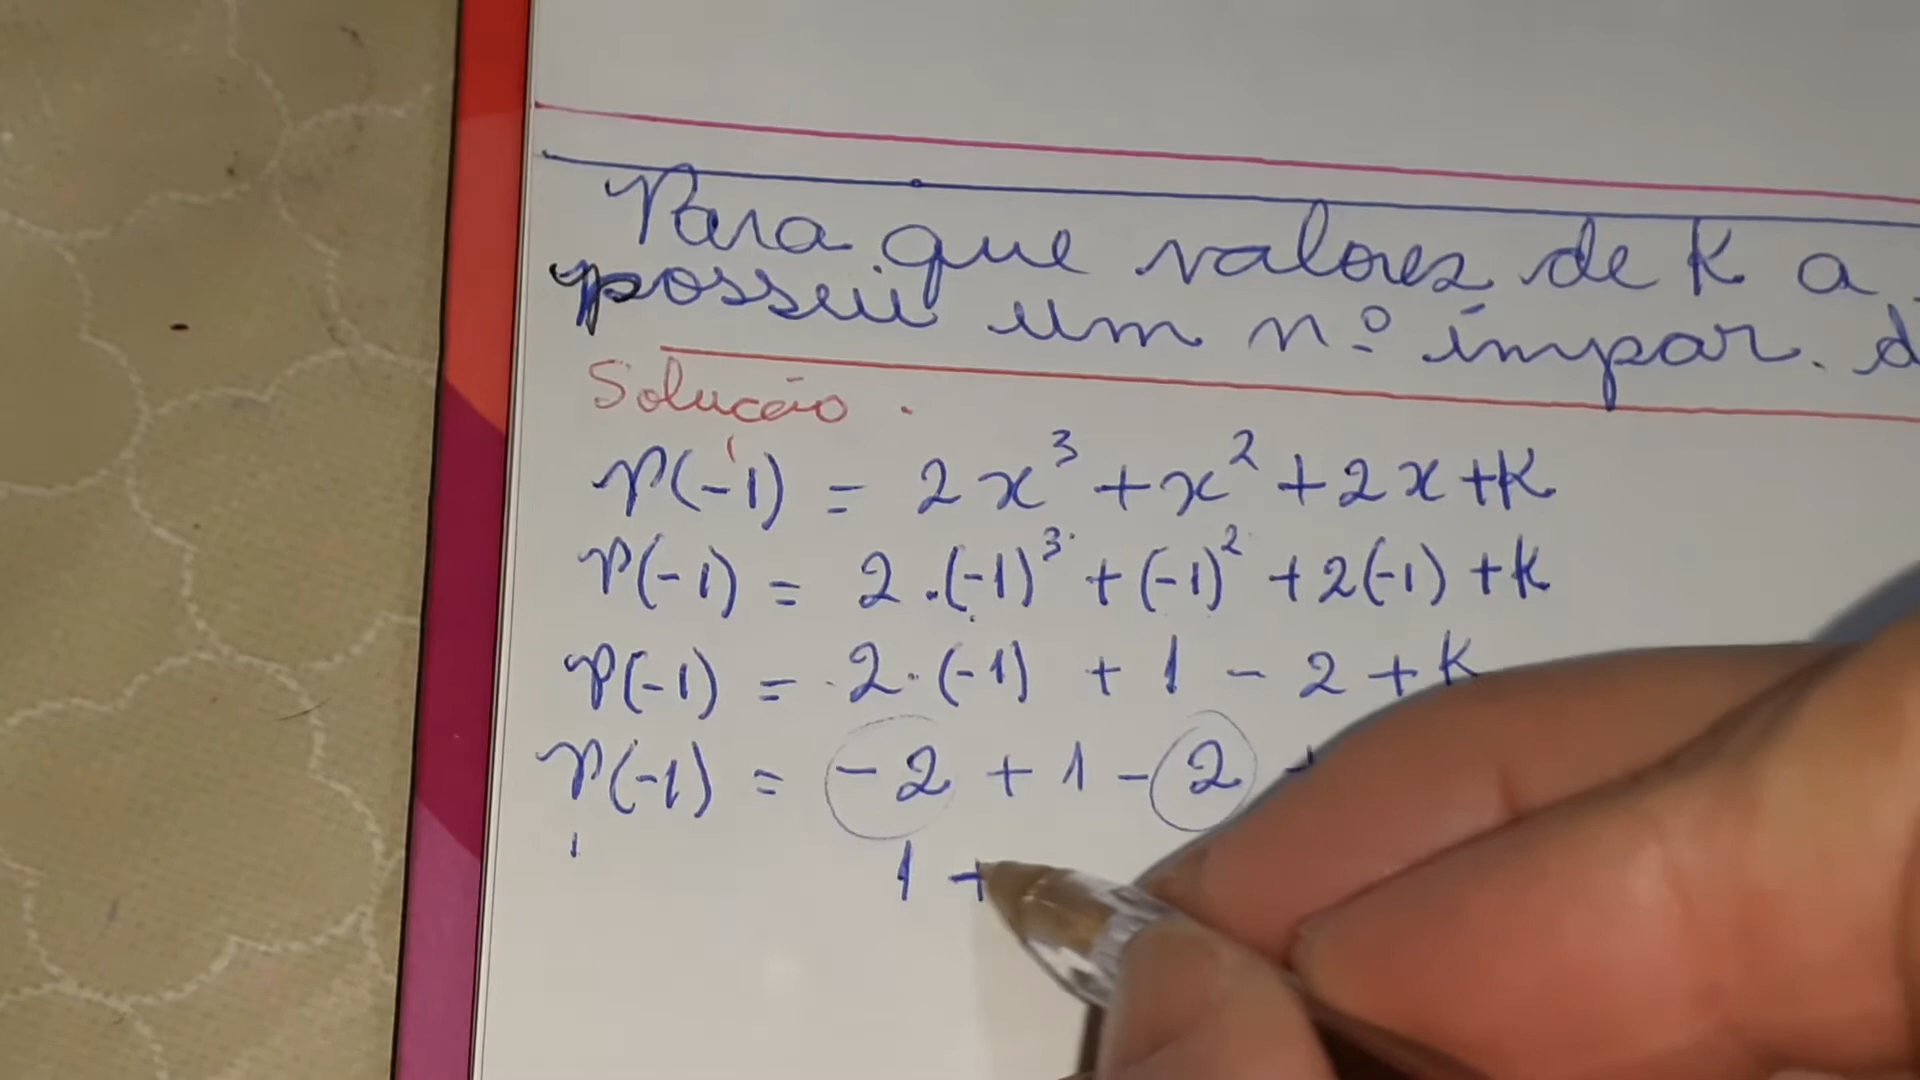 Para que valores de K a
possui um nº ímpar d
Solução.
P(-1) = 2x³ + x² + 2x + K
P(-1) = 2.(-1)³ + (-1)² + 2(-1) + K
P(-1) = 2.(-1) + 1 - 2 + K
P(-1) = -2 + 1 - 2 +
1 +